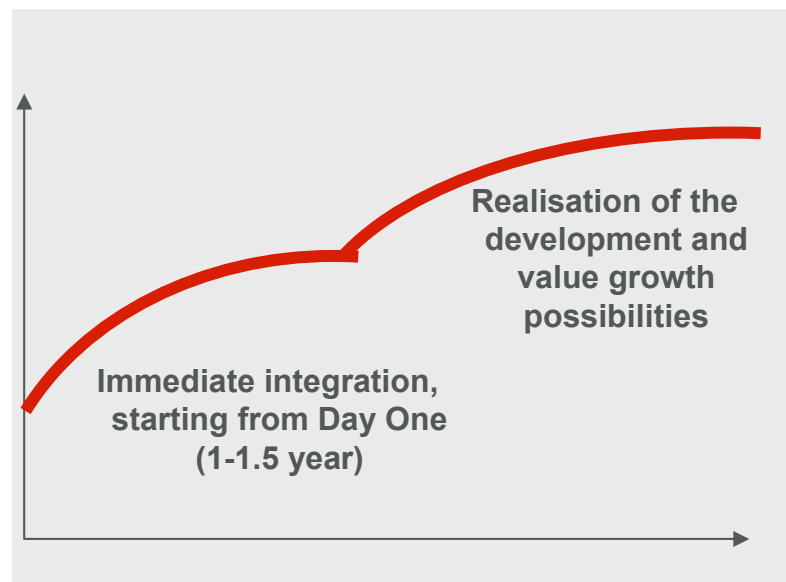 Realisation of the
development and
value growth
possibilities
Immediate integration,
starting from Day One
(1-1.5 year)